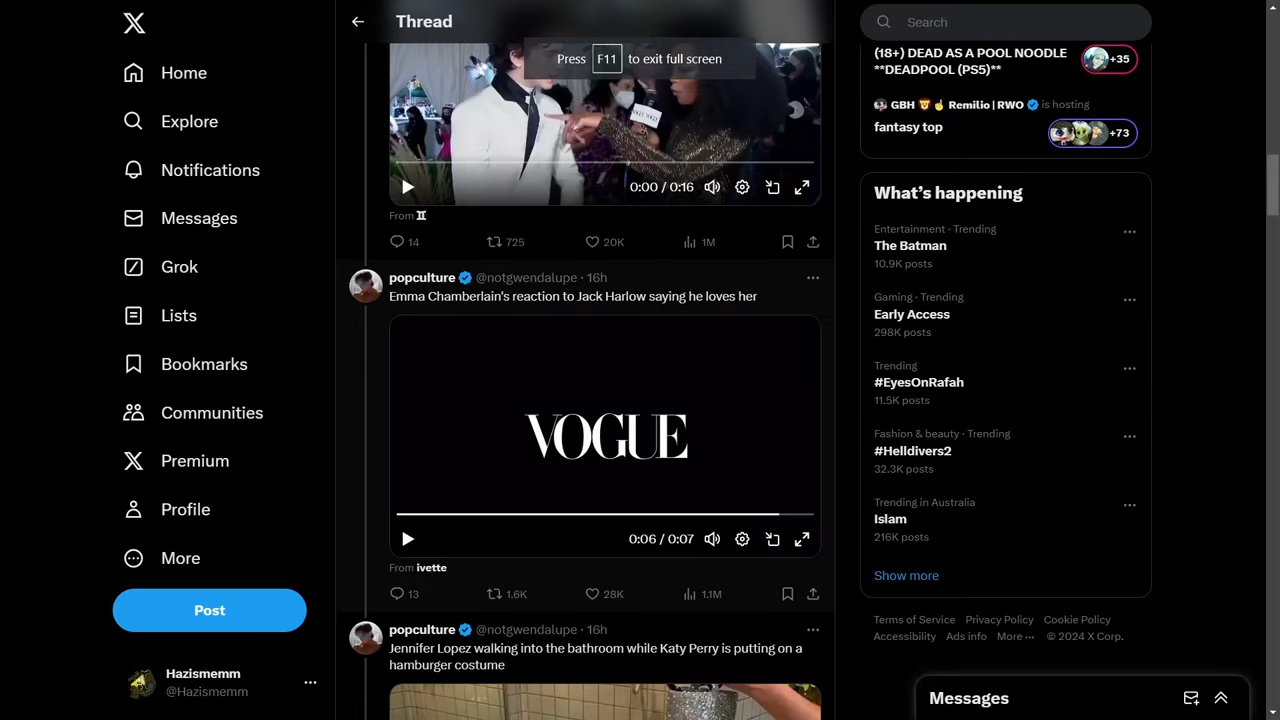 Home
Explore
Notifications
Messages
Grok
Lists
Bookmarks
Communities
Premium
Profile
More
Post
Hazismemm
@Hazismemm
Thread
Press F11 to exit full screen
VOGUE
0:00 / 0:16
From ♊
14 725 20K 1M
popculture @notgwendalupe · 16h
Emma Chamberlain's reaction to Jack Harlow saying he loves her
VOGUE
0:06 / 0:07
From ivette
13 1.6K 28K 1.1M
popculture @notgwendalupe · 16h
Jennifer Lopez walking into the bathroom while Katy Perry is putting on a
hamburger costume
Search
(18+) DEAD AS A POOL NOODLE
**DEADPOOL (PS5)**
+35
GBH Remilio | RWO is hosting
fantasy top
+73
What's happening
Entertainment · Trending
The Batman
10.9K posts
Gaming · Trending
Early Access
298K posts
Trending
#EyesOnRafah
11.5K posts
Fashion & beauty · Trending
#Helldivers2
32.3K posts
Trending in Australia
Islam
216K posts
Show more
Terms of Service Privacy Policy Cookie Policy
Accessibility Ads info More ··· © 2024 X Corp.
Messages